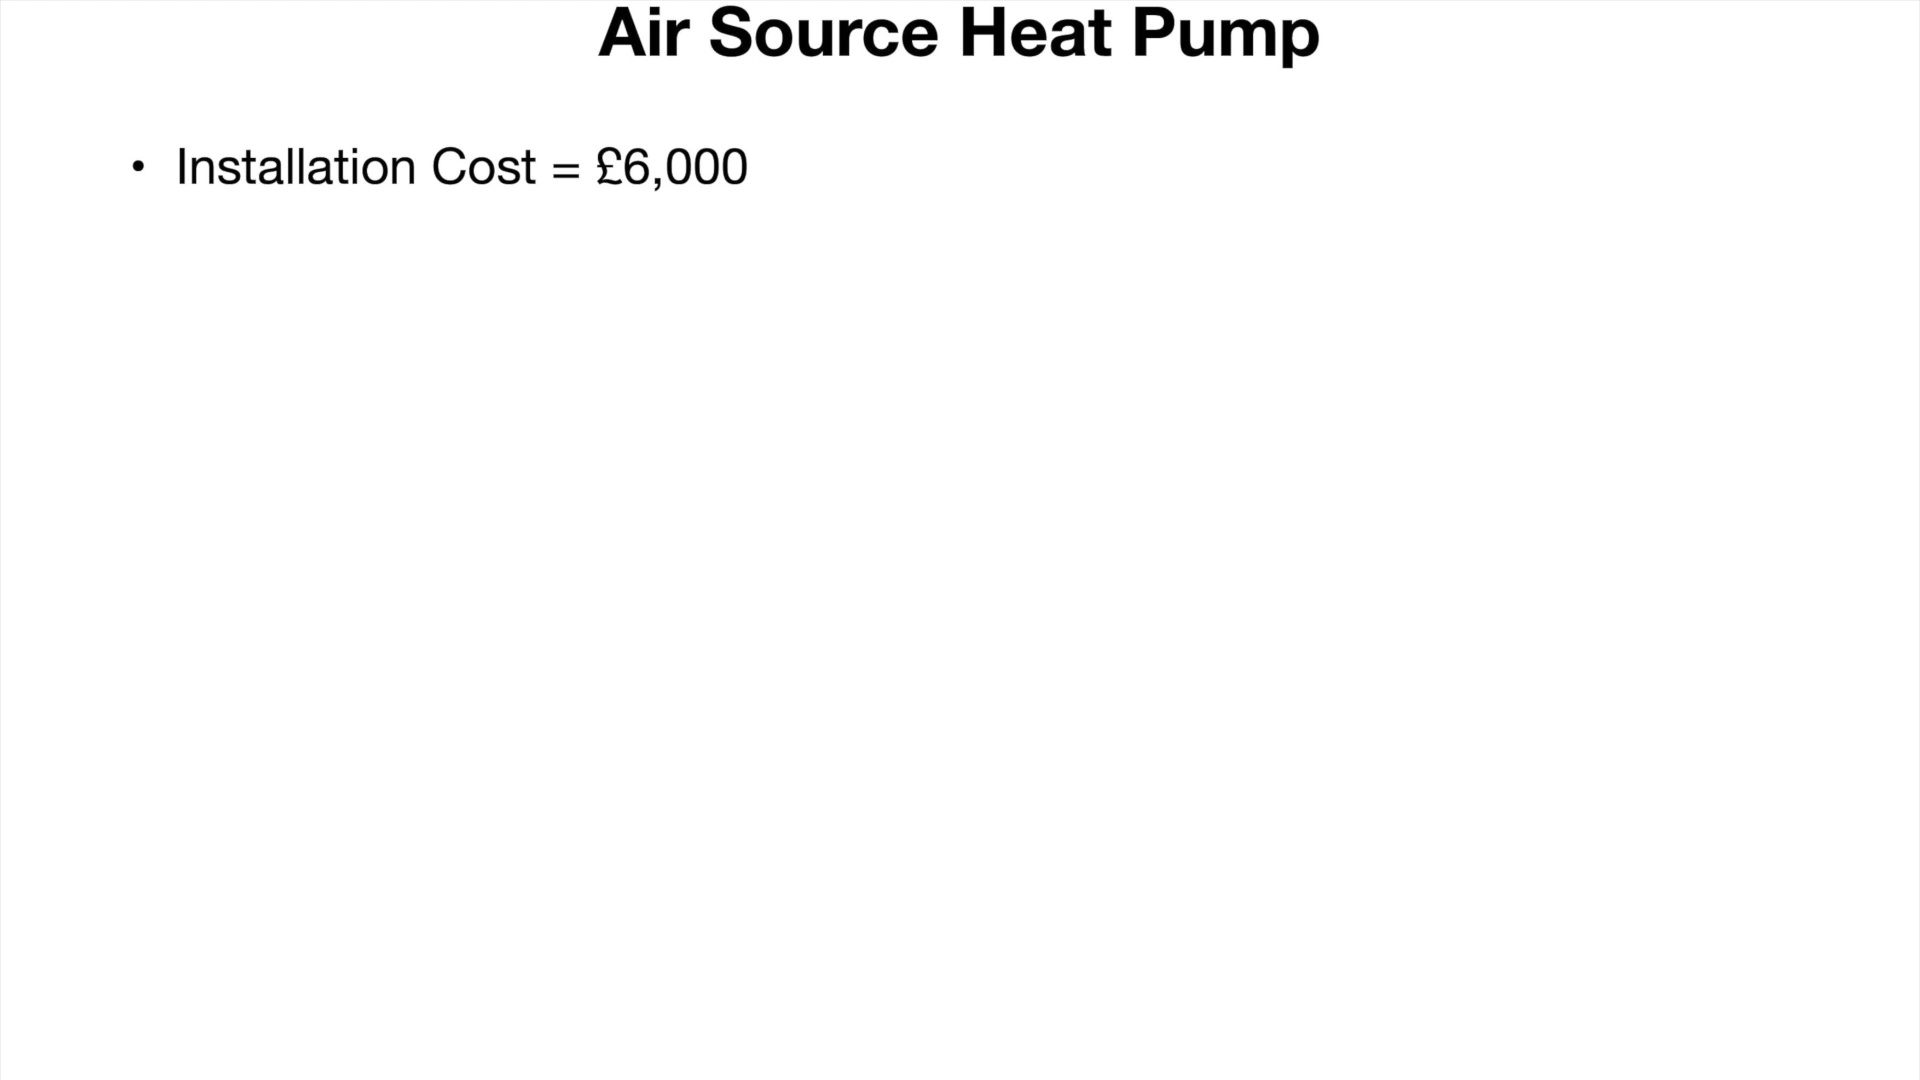 Air Source Heat Pump
• Installation Cost = £6,000